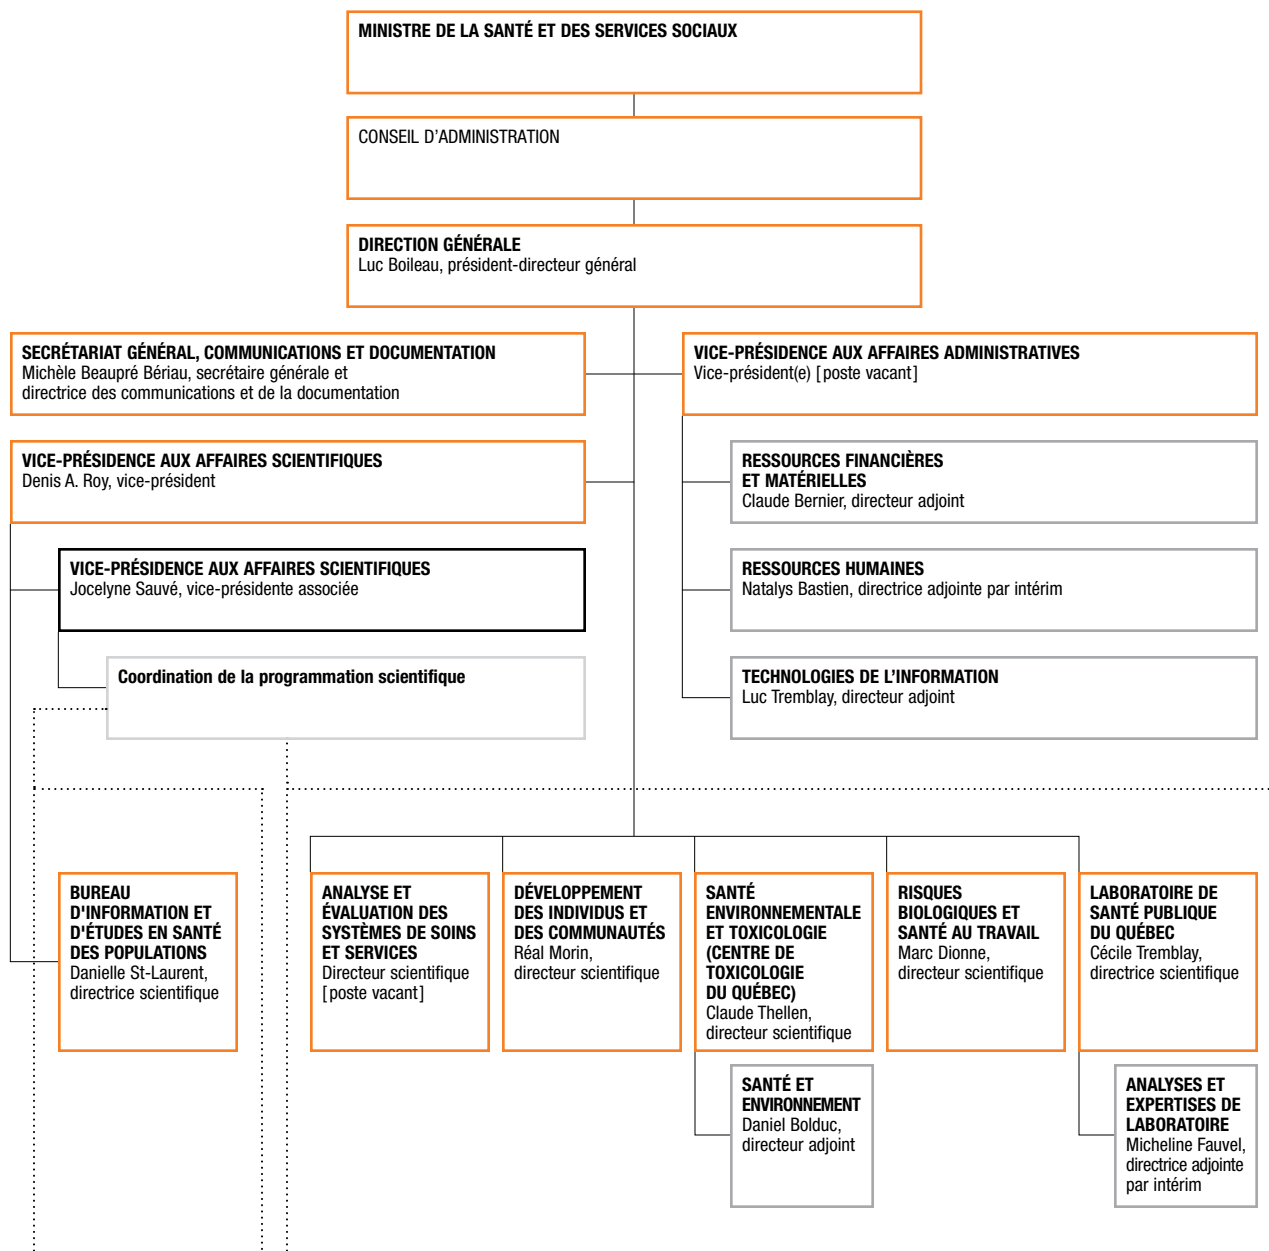 MINISTRE DE LA SANTÉ ET DES SERVICES SOCIAUX
CONSEIL D'ADMINISTRATION
DIRECTION GÉNÉRALE
Luc Boileau, président-directeur général
SECRÉTARIAT GÉNÉRAL, COMMUNICATIONS ET DOCUMENTATION
Michèle Beaupré Bériau, secrétaire générale et
directrice des communications et de la documentation
VICE-PRÉSIDENCE AUX AFFAIRES ADMINISTRATIVES
Vice-président(e) [poste vacant]
VICE-PRÉSIDENCE AUX AFFAIRES SCIENTIFIQUES
Denis A. Roy, vice-président
RESSOURCES FINANCIÈRES
ET MATÉRIELLES
Claude Bernier, directeur adjoint
VICE-PRÉSIDENCE AUX AFFAIRES SCIENTIFIQUES
Jocelyne Sauvé, vice-présidente associée
RESSOURCES HUMAINES
Natalys Bastien, directrice adjointe par intérim
Coordination de la programmation scientifique
TECHNOLOGIES DE L'INFORMATION
Luc Tremblay, directeur adjoint
BUREAU
D'INFORMATION ET
D'ÉTUDES EN SANTÉ
DES POPULATIONS
Danielle St-Laurent,
directrice scientifique
ANALYSE ET
ÉVALUATION DES
SYSTÈMES DE SOINS
ET SERVICES
Directeur scientifique
[poste vacant]
DÉVELOPPEMENT
DES INDIVIDUS ET
DES COMMUNAUTÉS
Réal Morin,
directeur scientifique
SANTÉ
ENVIRONNEMENTALE
ET TOXICOLOGIE
(CENTRE DE
TOXICOLOGIE
DU QUÉBEC)
Claude Thellen,
directeur scientifique
RISQUES
BIOLOGIQUES ET
SANTÉ AU TRAVAIL
Marc Dionne,
directeur scientifique
LABORATOIRE DE
SANTÉ PUBLIQUE
DU QUÉBEC
Cécile Tremblay,
directrice scientifique
SANTÉ ET
ENVIRONNEMENT
Daniel Bolduc,
directeur adjoint
ANALYSES ET
EXPERTISES DE
LABORATOIRE
Micheline Fauvel,
directrice adjointe
par intérim